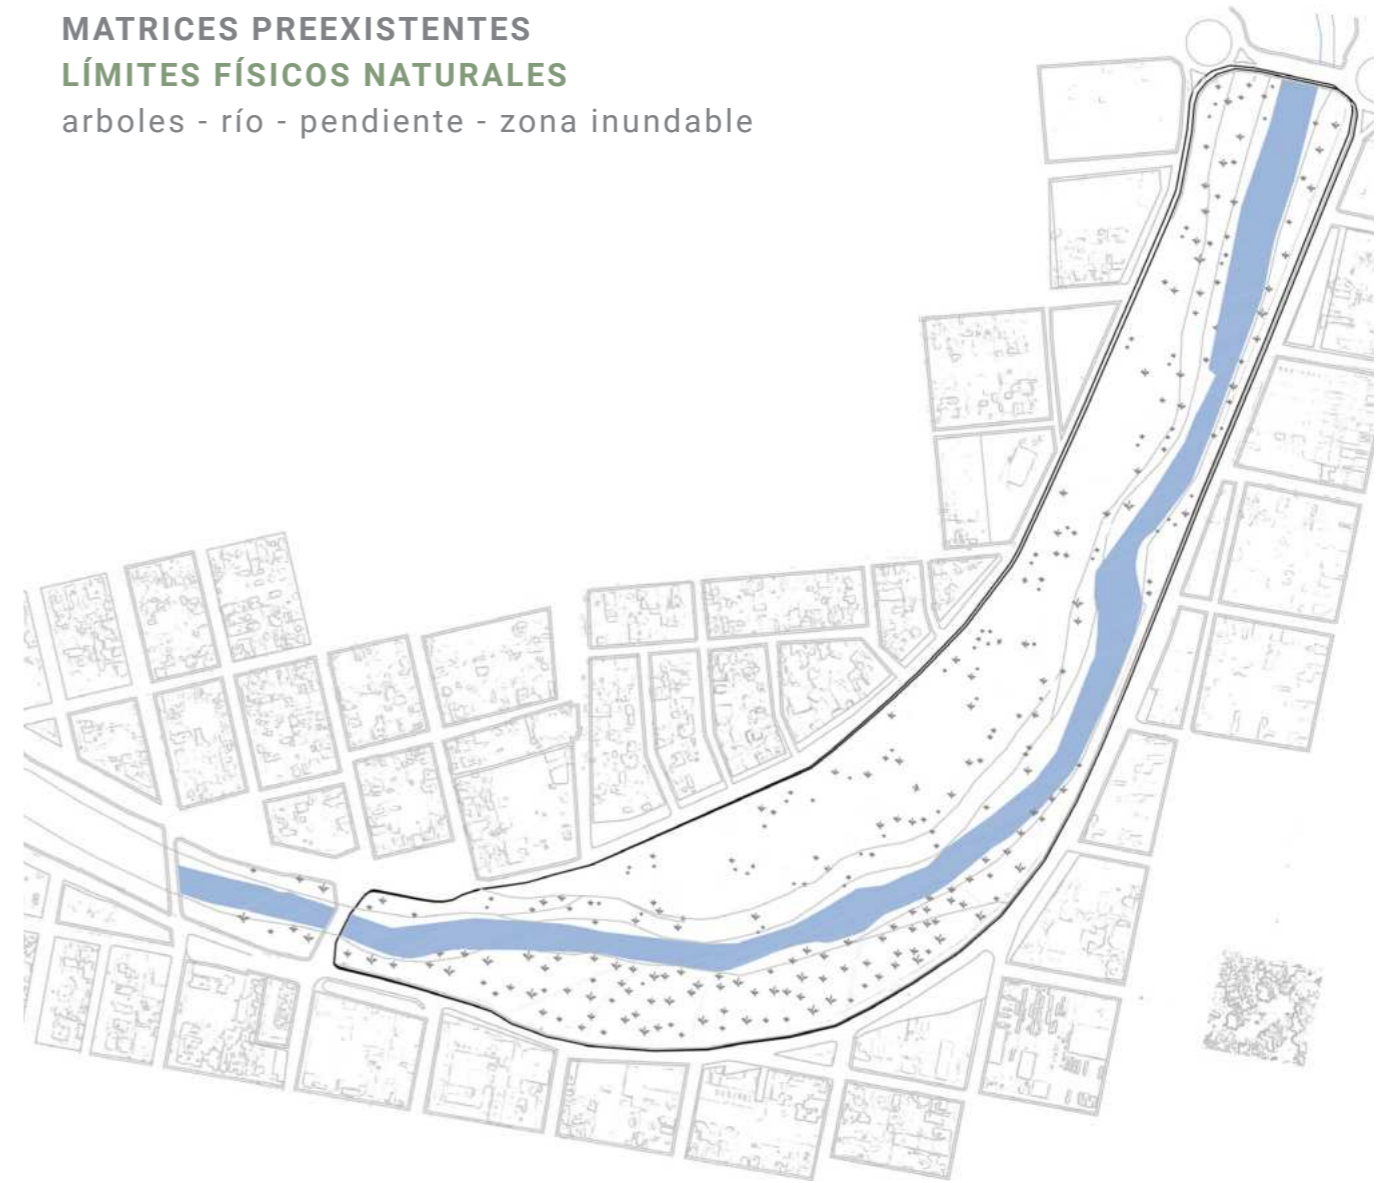 MATRICES PREEXISTENTES
LÍMITES FÍSICOS NATURALES
arboles - río - pendiente - zona inundable